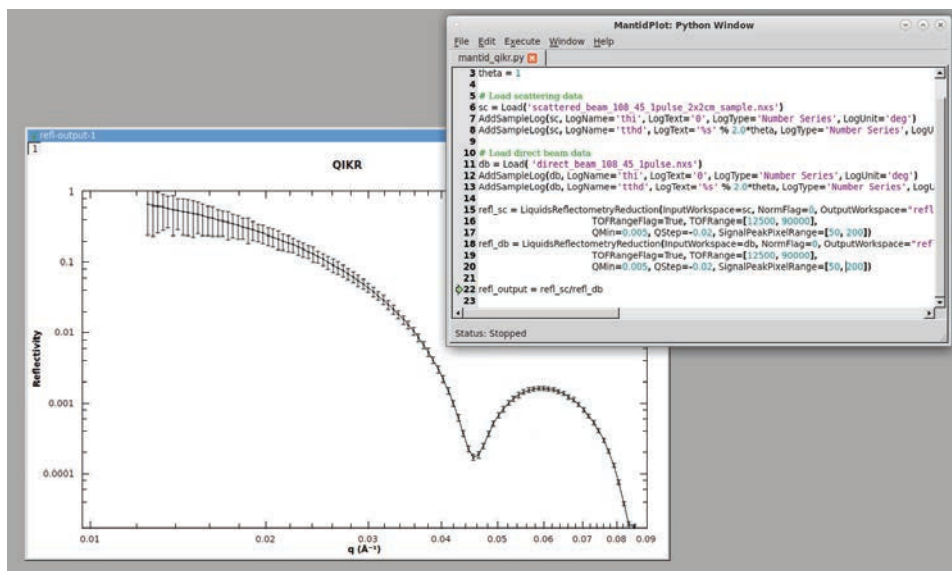 MantidPlot: Python Window
File Edit Execute Window Help
mantid_qikr.py
3 theta = 1
4
5 # Load scattering data
6 sc = Load('scattered_beam_108_45_1pulse_2x2cm_sample.nxs')
7 AddSampleLog(sc, LogName='thi', LogText='0', LogType='Number Series', LogUnit='deg')
8 AddSampleLog(sc, LogName='tthd', LogText='%s' % 2.0*theta, LogType='Number Series', LogU
9
10 # Load direct beam data
11 db = Load( 'direct_beam_108_45_1pulse.nxs')
12 AddSampleLog(db, LogName='thi', LogText='0', LogType='Number Series', LogUnit='deg')
13 AddSampleLog(db, LogName='tthd', LogText='%s' % 2.0*theta, LogType='Number Series', LogU
14
15 refl_sc = LiquidsReflectometryReduction(InputWorkspace=sc, NormFlag=0, OutputWorkspace="refl
16 TOFRangeFlag=True, TOFRange=[12500, 90000],
17 QMin=0.005, QStep=-0.02, SignalPeakPixelRange=[50, 200])
18 refl_db = LiquidsReflectometryReduction(InputWorkspace=db, NormFlag=0, OutputWorkspace="ref
19 TOFRangeFlag=True, TOFRange=[12500, 90000],
20 QMin=0.005, QStep=-0.02, SignalPeakPixelRange=[50, 200])
21
22 refl_output = refl_sc/refl_db
23
Status: Stopped
refl-output-1
1
QIKR
1
0.1
0.01
0.001
0.0001
Reflectivity
0.01 0.02 0.03 0.04 0.05 0.06 0.07 0.08 0.09
q (Å⁻¹)